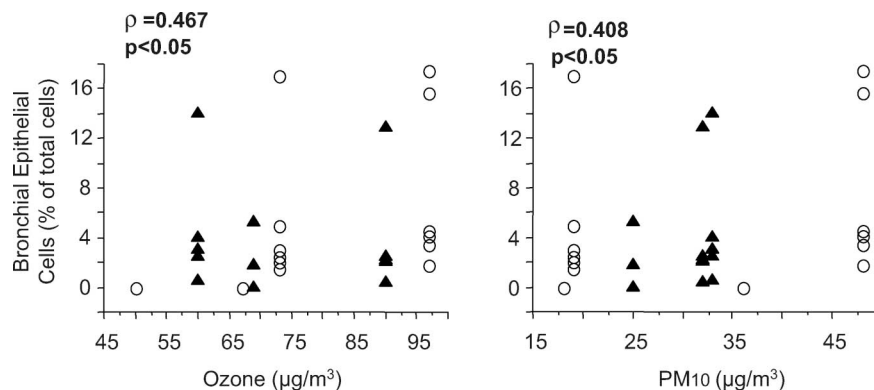 ρ =0.467
p<0.05
Bronchial Epithelial
Cells (% of total cells)
16
12
8
4
0
45 55 65 75 85 95
Ozone (µg/m³)
ρ =0.408
p<0.05
16
12
8
4
0
15 25 35 45
PM10 (µg/m³)